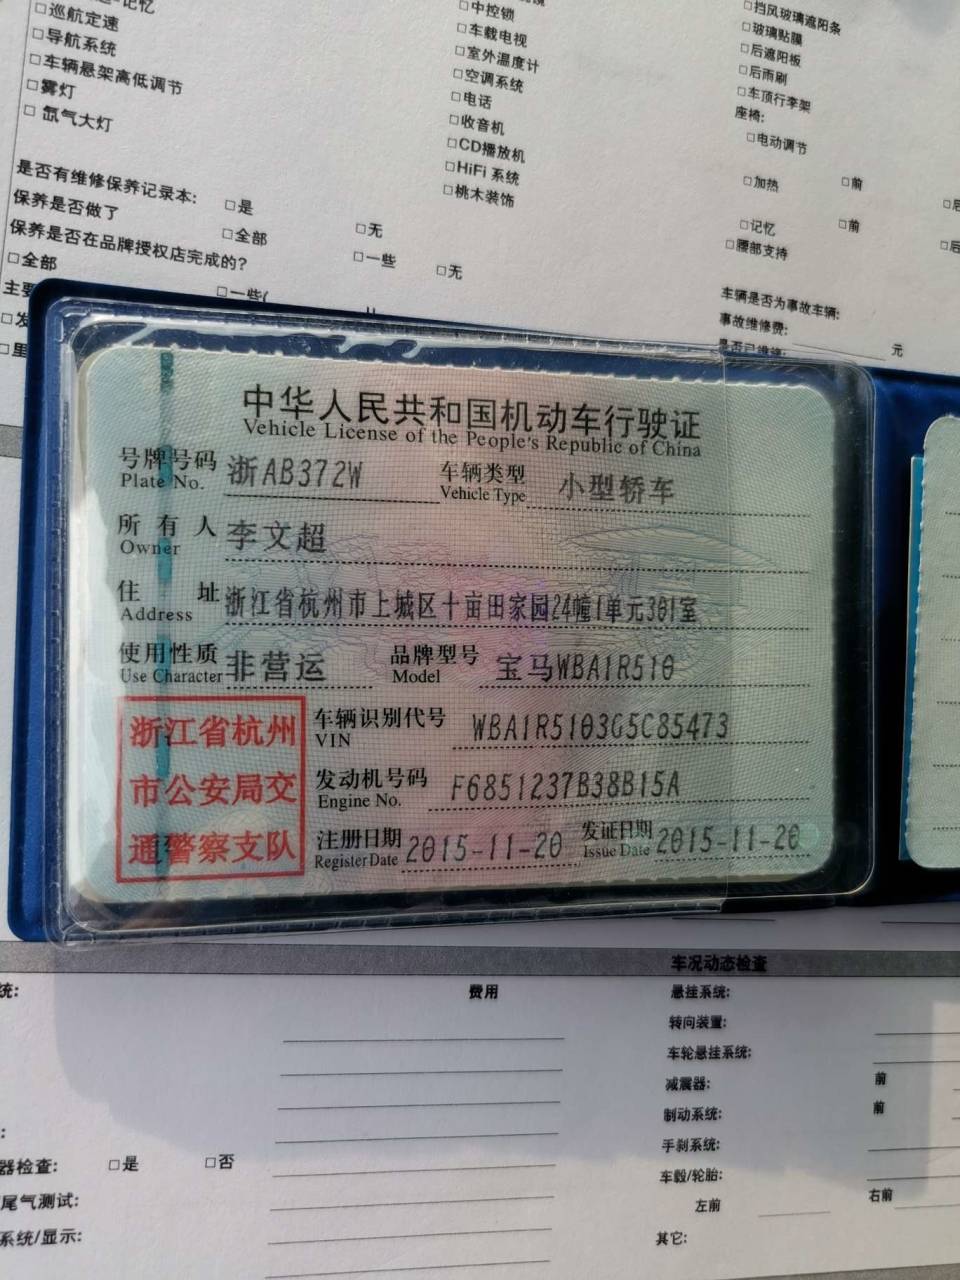 记忆
□巡航定速
□导航系统
□车辆悬架高低调节
□雾灯
□ 氙气大灯
□中控锁
□车载电视
□室外温度计
□空调系统
□电话
□收音机
□CD播放机
□HiFi 系统
□桃木装饰
□挡风玻璃遮阳条
□玻璃贴膜
□后遮阳板
□后雨刷
□车顶行李架
座椅:
□电动调节
□加热 □前 □后
□记忆 □前 □后
□腰部支持
是否有维修保养记录本: □是 □无
保养是否做了 □全部 □一些 □无
保养是否在品牌授权店完成的?
□全部 □一些(
主要
□发
□里
车辆是否为事故车辆:
事故维修费: 元
是否已维修:
中华人民共和国机动车行驶证
Vehicle License of the People's Republic of China
号牌号码 浙AB372W 车辆类型 小型轿车
Plate No. Vehicle Type
所有人 李文超
Owner
住址 浙江省杭州市上城区十亩田家园24幢1单元301室
Address
使用性质 非营运 品牌型号 宝马WBA1R510
Use Character Model
浙江省杭州
市公安局交
通警察支队
车辆识别代号 WBA1R5103G5C85473
VIN
发动机号码 F6851237B38B15A
Engine No.
注册日期 2015-11-20 发证日期 2015-11-20
Register Date Issue Date
车况动态检查
统: 费用 悬挂系统:
转向装置:
车轮悬挂系统:
减震器: 前
制动系统: 前
手刹系统:
器检查: □是 □否 车毂/轮胎:
尾气测试: 左前 右前
系统/显示: 其它: